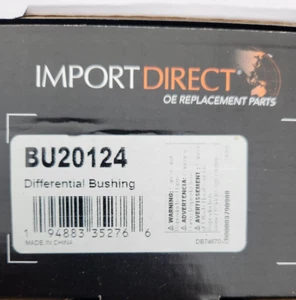 IMPORT DIRECT
OE REPLACEMENT PARTS
BU20124
Differential Bushing
1 94883 35276 6
MADE IN CHINA
WARNING:
ADVERTENCIA:
AVERTISSEMENT: